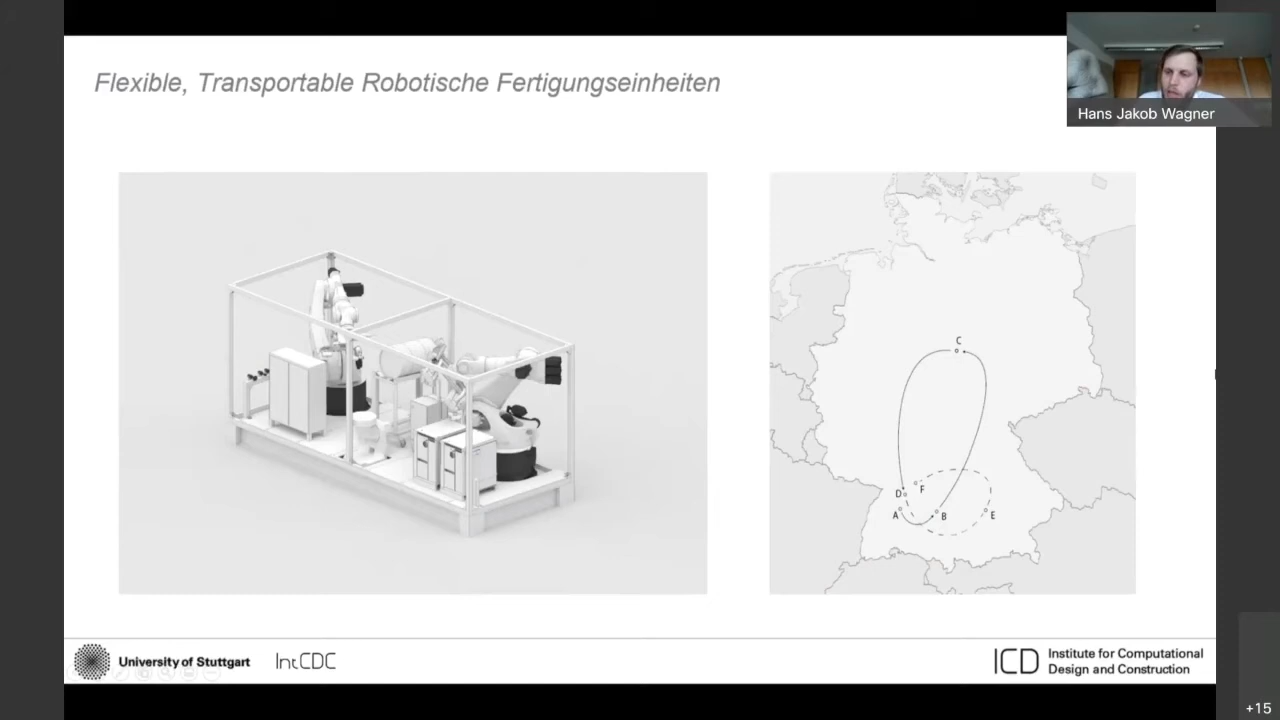 Flexible, Transportable Robotische Fertigungseinheiten
Hans Jakob Wagner
C
D
F
A
B
E
University of Stuttgart
IntCDC
ICD
Institute for Computational
Design and Construction
+15